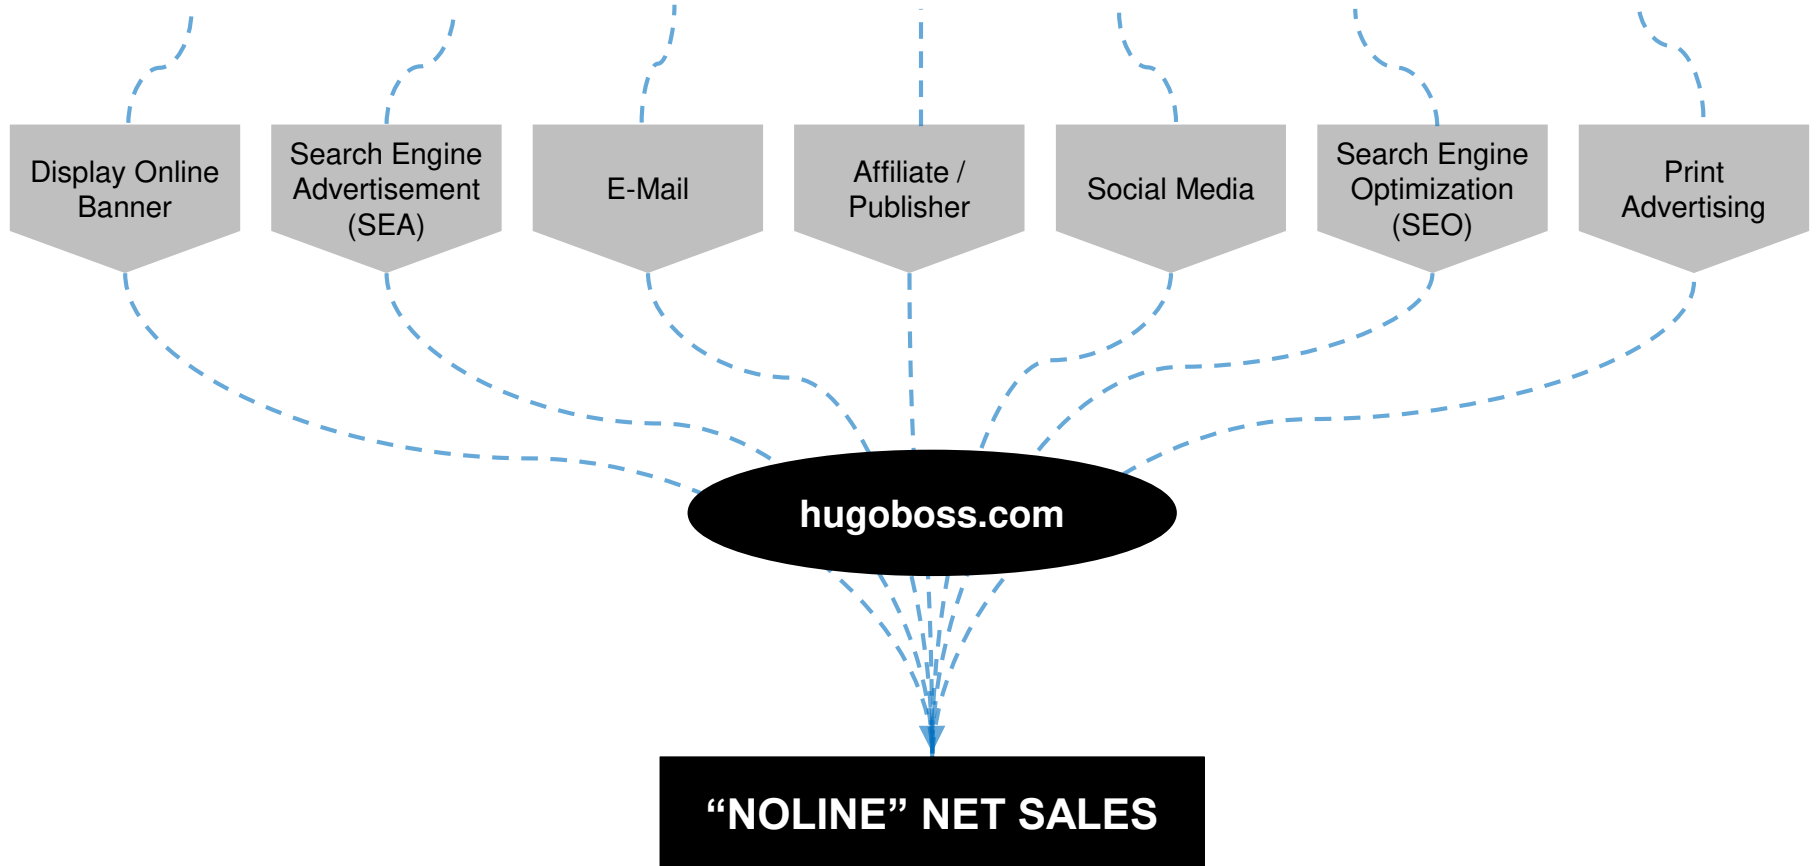 Display Online
Banner
Search Engine
Advertisement
(SEA)
E-Mail
Affiliate /
Publisher
Social Media
Search Engine
Optimization
(SEO)
Print
Advertising
hugoboss.com
“NOLINE” NET SALES